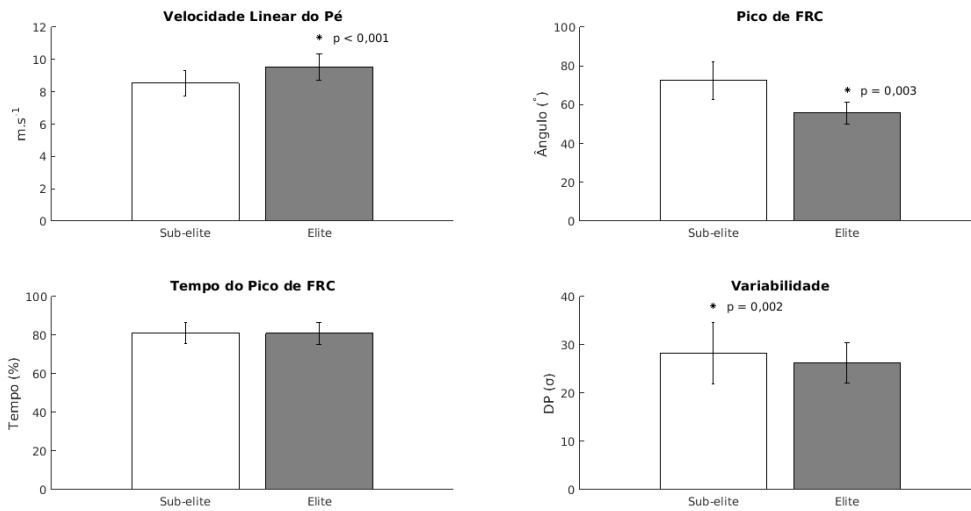 Velocidade Linear do Pé
12
10
8
6
4
2
0
m.s⁻¹
* p < 0,001
Sub-elite
Elite
Pico de FRC
100
80
60
40
20
0
Ângulo (°)
* p = 0,003
Sub-elite
Elite
Tempo do Pico de FRC
100
80
60
40
20
0
Tempo (%)
Sub-elite
Elite
Variabilidade
40
30
20
10
0
DP (σ)
* p = 0,002
Sub-elite
Elite